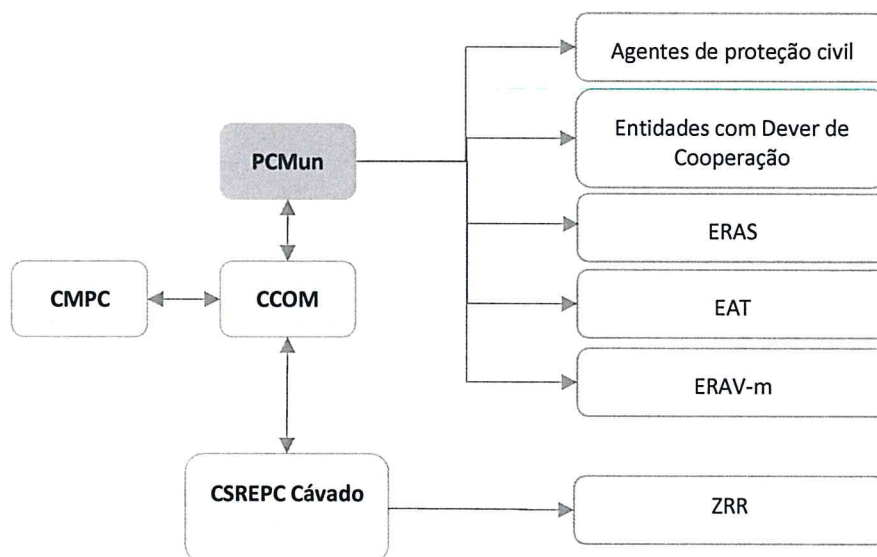 Agentes de proteção civil
Entidades com Dever de
Cooperação
PCMun
ERAS
CMPC
CCOM
EAT
ERAV-m
CSREPC Cávado
ZRR